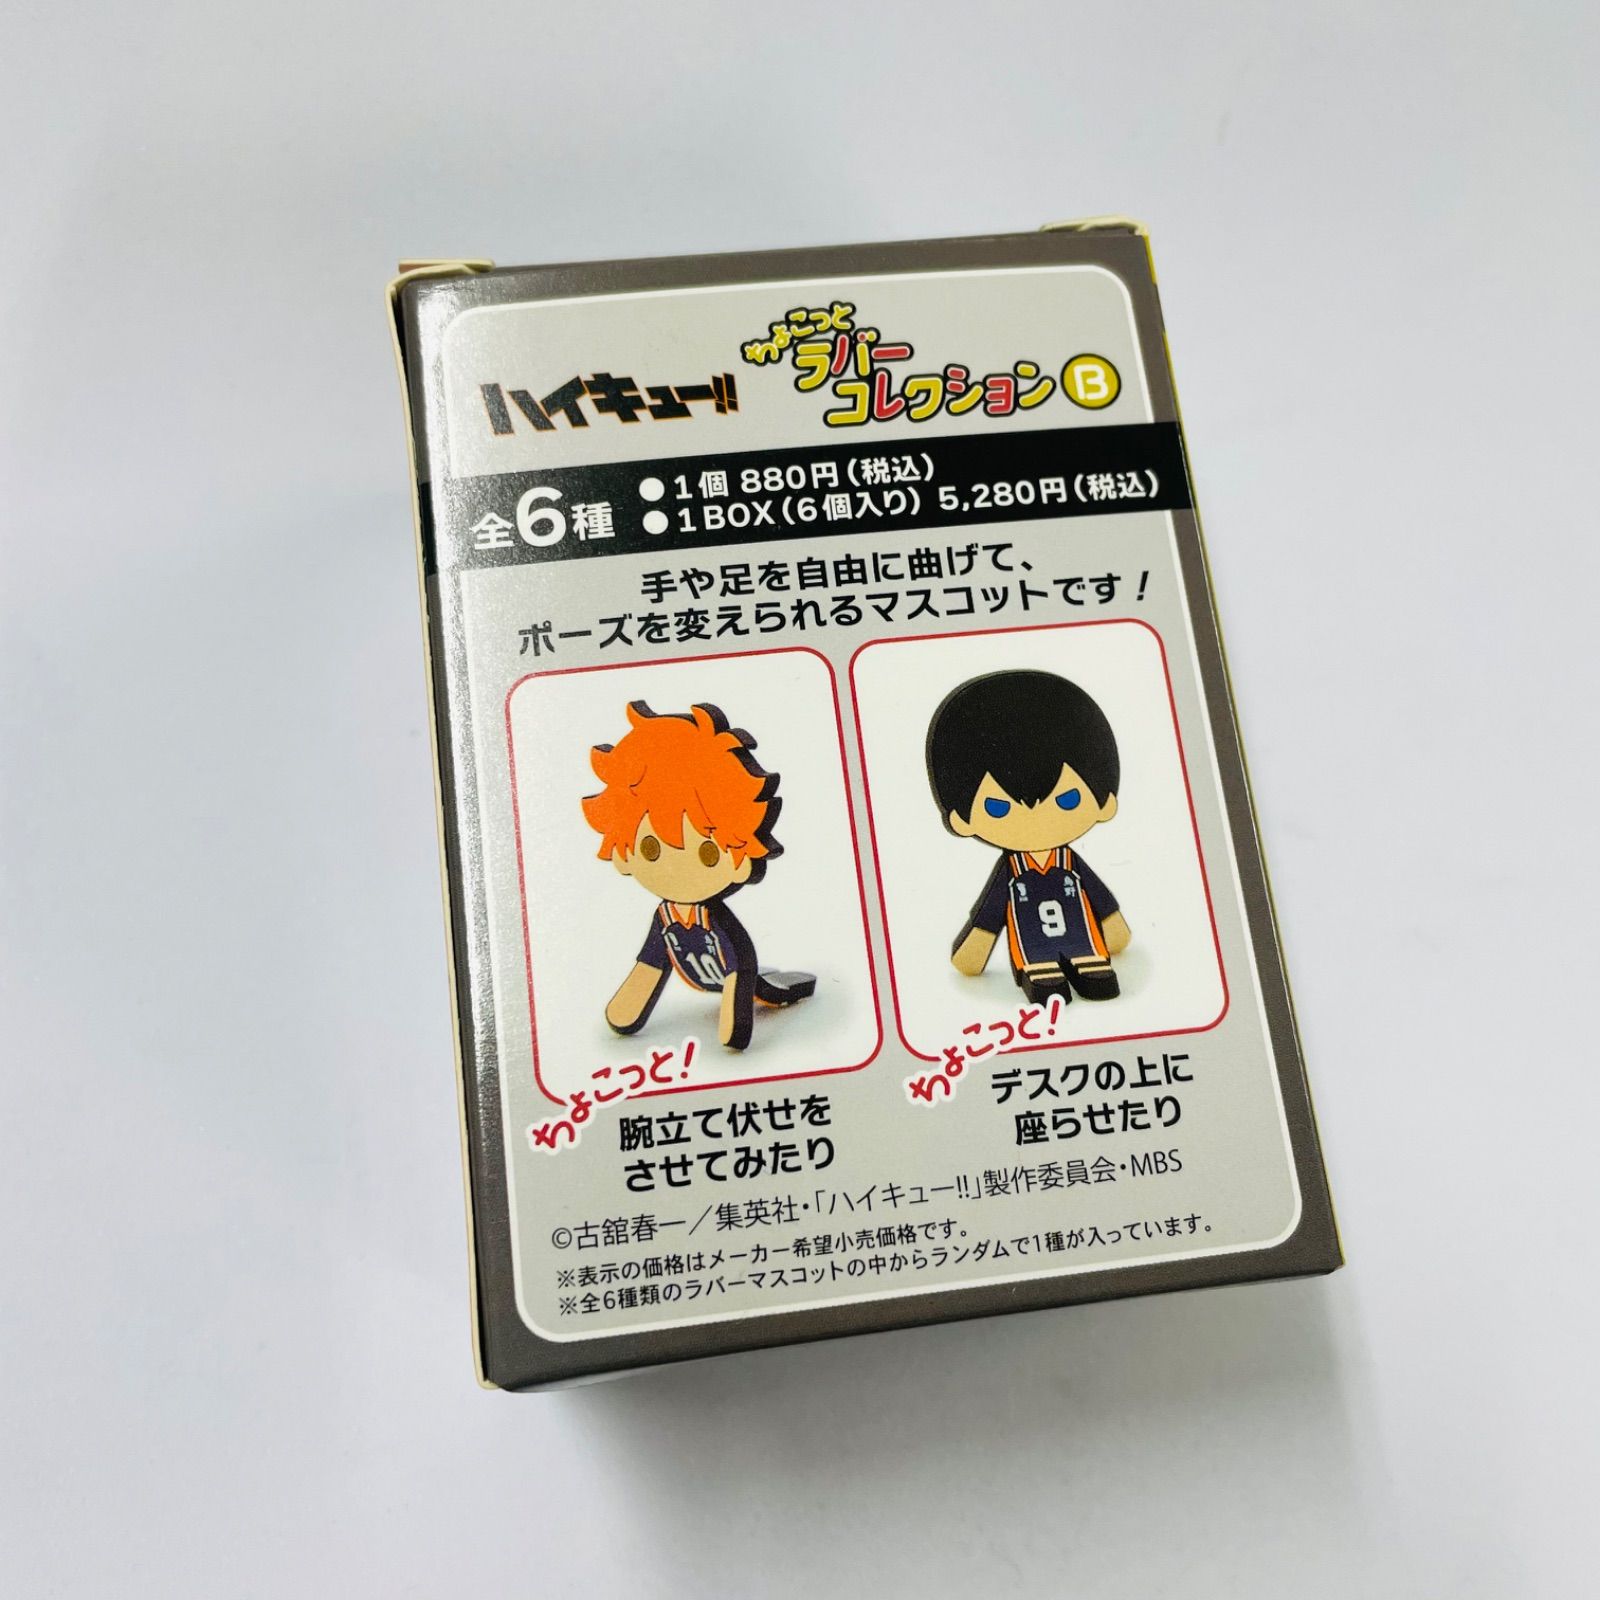 ハイキュー!!
ちょこっと
ラバー
コレクション B
全6種
●1個 880円(税込)
●1BOX(6個入り) 5,280円(税込)
手や足を自由に曲げて、
ポーズを変えられるマスコットです!
10
烏野
9
ちょこっと!
腕立て伏せを
させてみたり
ちょこっと!
デスクの上に
座らせたり
©古舘春一/集英社・「ハイキュー!!」製作委員会・MBS
※表示の価格はメーカー希望小売価格です。
※全6種類のラバーマスコットの中からランダムで1種が入っています。